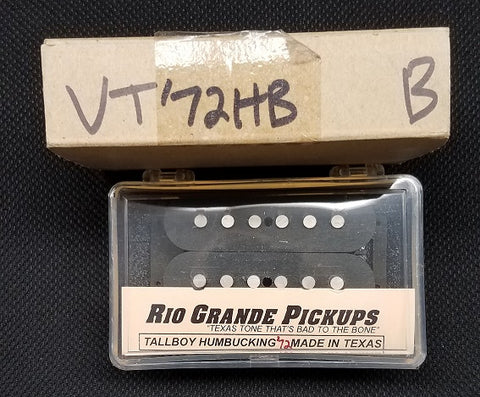 VT '72HB B
RIO GRANDE PICKUPS
"TEXAS TONE THAT'S BAD TO THE BONE"
TALLBOY HUMBUCKING '72 MADE IN TEXAS